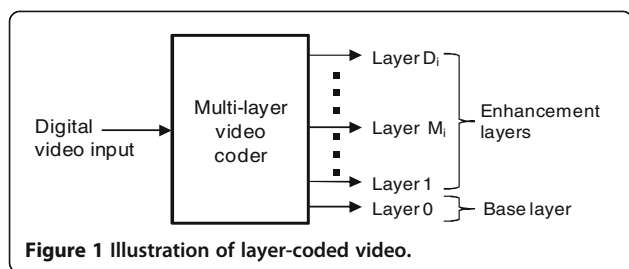 Digital
video input
Multi-layer
video
coder
Layer Di
Layer Mi
Layer 1
Layer 0
Enhancement
layers
Base layer
Figure 1 Illustration of layer-coded video.